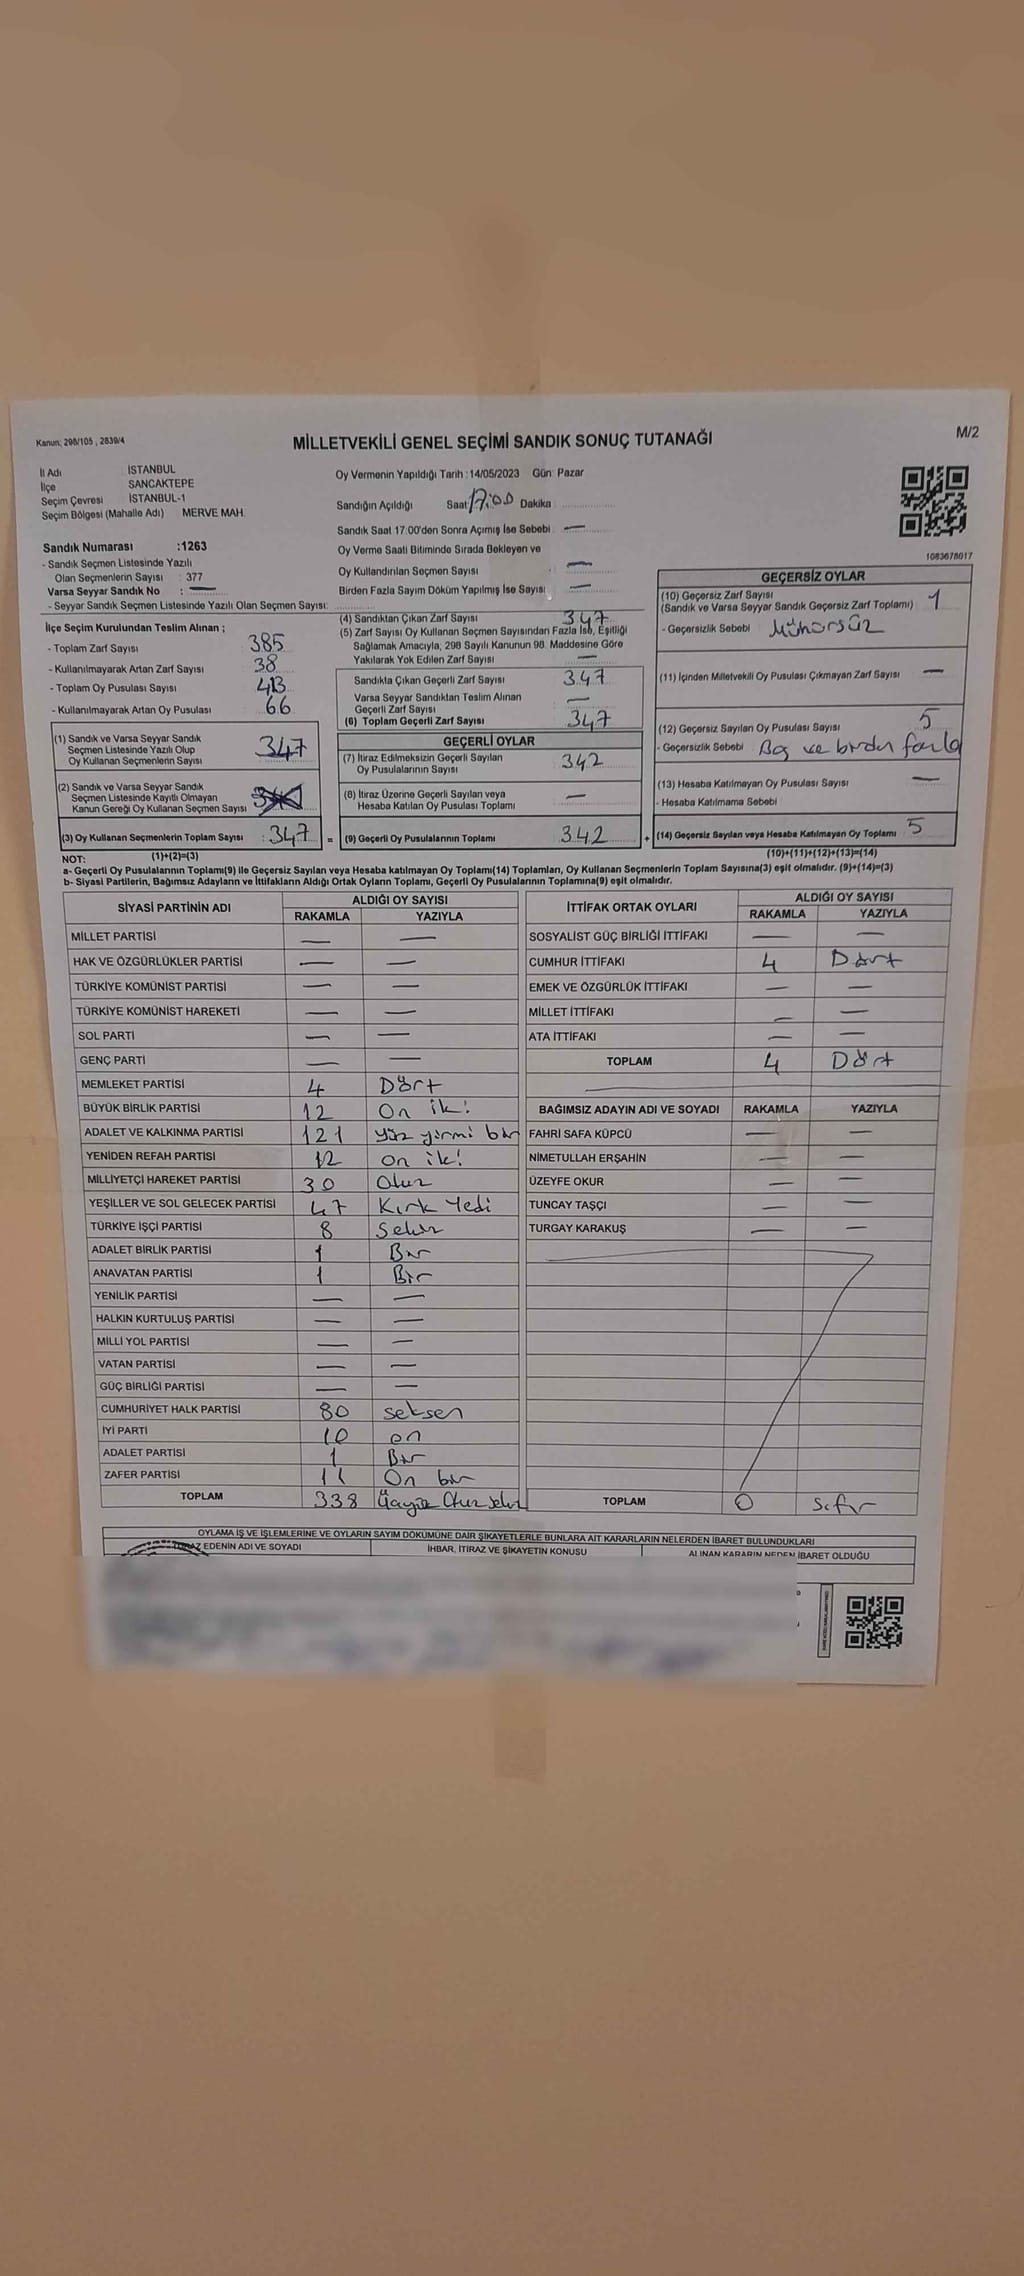 Kanun: 298/105 , 2839/4
M/2
MİLLETVEKİLİ GENEL SEÇİMİ SANDIK SONUÇ TUTANAĞI
İl Adı İSTANBUL
İlçe SANCAKTEPE
Seçim Çevresi İSTANBUL-1
Seçim Bölgesi (Mahalle Adı) MERVE MAH.
Sandık Numarası :1263
- Sandık Seçmen Listesinde Yazılı
Olan Seçmenlerin Sayısı : 377
Varsa Seyyar Sandık No : —
- Seyyar Sandık Seçmen Listesinde Yazılı Olan Seçmen Sayısı:
Oy Vermenin Yapıldığı Tarih :14/05/2023 Gün: Pazar
Sandığın Açıldığı Saat 17:00 Dakika
Sandık Saat 17:00'den Sonra Açımış İse Sebebi —
Oy Verme Saati Bitiminde Sırada Bekleyen ve
Oy Kullandırılan Seçmen Sayısı —
Birden Fazla Sayım Döküm Yapılmış İse Sayısı —
1083678017
İlçe Seçim Kurulundan Teslim Alınan ;
- Toplam Zarf Sayısı 385
- Kullanılmayarak Artan Zarf Sayısı 38
- Toplam Oy Pusulası Sayısı 413
- Kullanılmayarak Artan Oy Pusulası 66
(1) Sandık ve Varsa Seyyar Sandık
Seçmen Listesinde Yazılı Olup
Oy Kullanan Seçmenlerin Sayısı 347
(2) Sandık ve Varsa Seyyar Sandık
Seçmen Listesinde Kayıtlı Olmayan
Kanun Gereği Oy Kullanan Seçmen Sayısı
(3) Oy Kullanan Seçmenlerin Toplam Sayısı : 347 =
(4) Sandıktan Çıkan Zarf Sayısı 347
(5) Zarf Sayısı Oy Kullanan Seçmen Sayısından Fazla İse, Eşitliği
Sağlamak Amacıyla, 298 Sayılı Kanunun 98. Maddesine Göre
Yakılarak Yok Edilen Zarf Sayısı —
Sandıkta Çıkan Geçerli Zarf Sayısı 347
Varsa Seyyar Sandıktan Teslim Alınan
Geçerli Zarf Sayısı —
(6) Toplam Geçerli Zarf Sayısı 347
GEÇERLİ OYLAR
(7) İtiraz Edilmeksizin Geçerli Sayılan
Oy Pusulalarının Sayısı 342
(8) İtiraz Üzerine Geçerli Sayılan veya
Hesaba Katılan Oy Pusulası Toplamı —
(9) Geçerli Oy Pusulalarının Toplamı 342 +
GEÇERSİZ OYLAR
(10) Geçersiz Zarf Sayısı
(Sandık ve Varsa Seyyar Sandık Geçersiz Zarf Toplamı) 1
- Geçersizlik Sebebi Mühürsüz
(11) İçinden Milletvekili Oy Pusulası Çıkmayan Zarf Sayısı —
(12) Geçersiz Sayılan Oy Pusulası Sayısı 5
- Geçersizlik Sebebi Boş ve birden fazla
(13) Hesaba Katılmayan Oy Pusulası Sayısı —
- Hesaba Katılmama Sebebi
(14) Geçersiz Sayılan veya Hesaba Katılmayan Oy Toplamı 5
NOT: (1)+(2)=(3) (10)+(11)+(12)+(13)=(14)
a- Geçerli Oy Pusulalarının Toplamı(9) ile Geçersiz Sayılan veya Hesaba katılmayan Oy Toplamı(14) Toplamları, Oy Kullanan Seçmenlerin Toplam Sayısına(3) eşit olmalıdır. (9)+(14)=(3)
b- Siyasi Partilerin, Bağımsız Adayların ve İttifakların Aldığı Ortak Oyların Toplamı, Geçerli Oy Pusulalarının Toplamına(9) eşit olmalıdır.
SİYASİ PARTİNİN ADI ALDIĞI OY SAYISI
RAKAMLA YAZIYLA
MİLLET PARTİSİ — —
HAK VE ÖZGÜRLÜKLER PARTİSİ — —
TÜRKİYE KOMÜNİST PARTİSİ — —
TÜRKİYE KOMÜNİST HAREKETİ — —
SOL PARTİ — —
GENÇ PARTİ — —
MEMLEKET PARTİSİ 4 Dört
BÜYÜK BİRLİK PARTİSİ 12 On iki
ADALET VE KALKINMA PARTİSİ 121 Yüz yirmi bir
YENİDEN REFAH PARTİSİ 12 on iki
MİLLİYETÇİ HAREKET PARTİSİ 30 Otuz
YEŞİLLER VE SOL GELECEK PARTİSİ 47 Kırk Yedi
TÜRKİYE İŞÇİ PARTİSİ 8 Sekiz
ADALET BİRLİK PARTİSİ 1 Bir
ANAVATAN PARTİSİ 1 Bir
YENİLİK PARTİSİ — —
HALKIN KURTULUŞ PARTİSİ — —
MİLLİ YOL PARTİSİ — —
VATAN PARTİSİ — —
GÜÇ BİRLİĞİ PARTİSİ — —
CUMHURİYET HALK PARTİSİ 80 seksen
İYİ PARTİ 10 on
ADALET PARTİSİ 1 Bir
ZAFER PARTİSİ 11 On bir
TOPLAM 338 Üçyüz Otuz sekiz
İTTİFAK ORTAK OYLARI ALDIĞI OY SAYISI
RAKAMLA YAZIYLA
SOSYALİST GÜÇ BİRLİĞİ İTTİFAKI — —
CUMHUR İTTİFAKI 4 Dört
EMEK VE ÖZGÜRLÜK İTTİFAKI — —
MİLLET İTTİFAKI — —
ATA İTTİFAKI — —
TOPLAM 4 Dört
BAĞIMSIZ ADAYIN ADI VE SOYADI RAKAMLA YAZIYLA
FAHRİ SAFA KÜPCÜ — —
NİMETULLAH ERŞAHİN — —
ÜZEYFE OKUR — —
TUNCAY TAŞÇI — —
TURGAY KARAKUŞ — —
TOPLAM 0 Sıfır
OYLAMA İŞ VE İŞLEMLERİNE VE OYLARIN SAYIM DÖKÜMÜNE DAİR ŞİKAYETLERLE BUNLARA AİT KARARLARIN NELERDEN İBARET BULUNDUKLARI
EDENİN ADI VE SOYADI İHBAR, İTİRAZ VE ŞİKAYETİN KONUSU ALINAN KARARIN NEDEN İBARET OLDUĞU